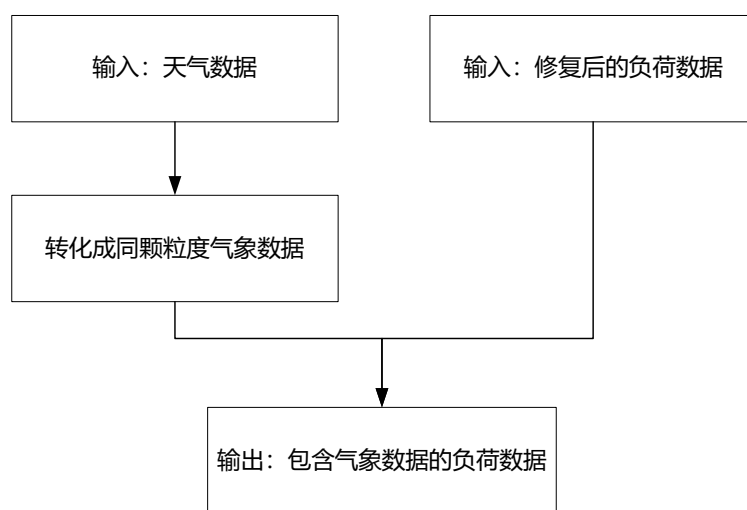 输入：天气数据
输入：修复后的负荷数据
转化成同颗粒度气象数据
输出：包含气象数据的负荷数据